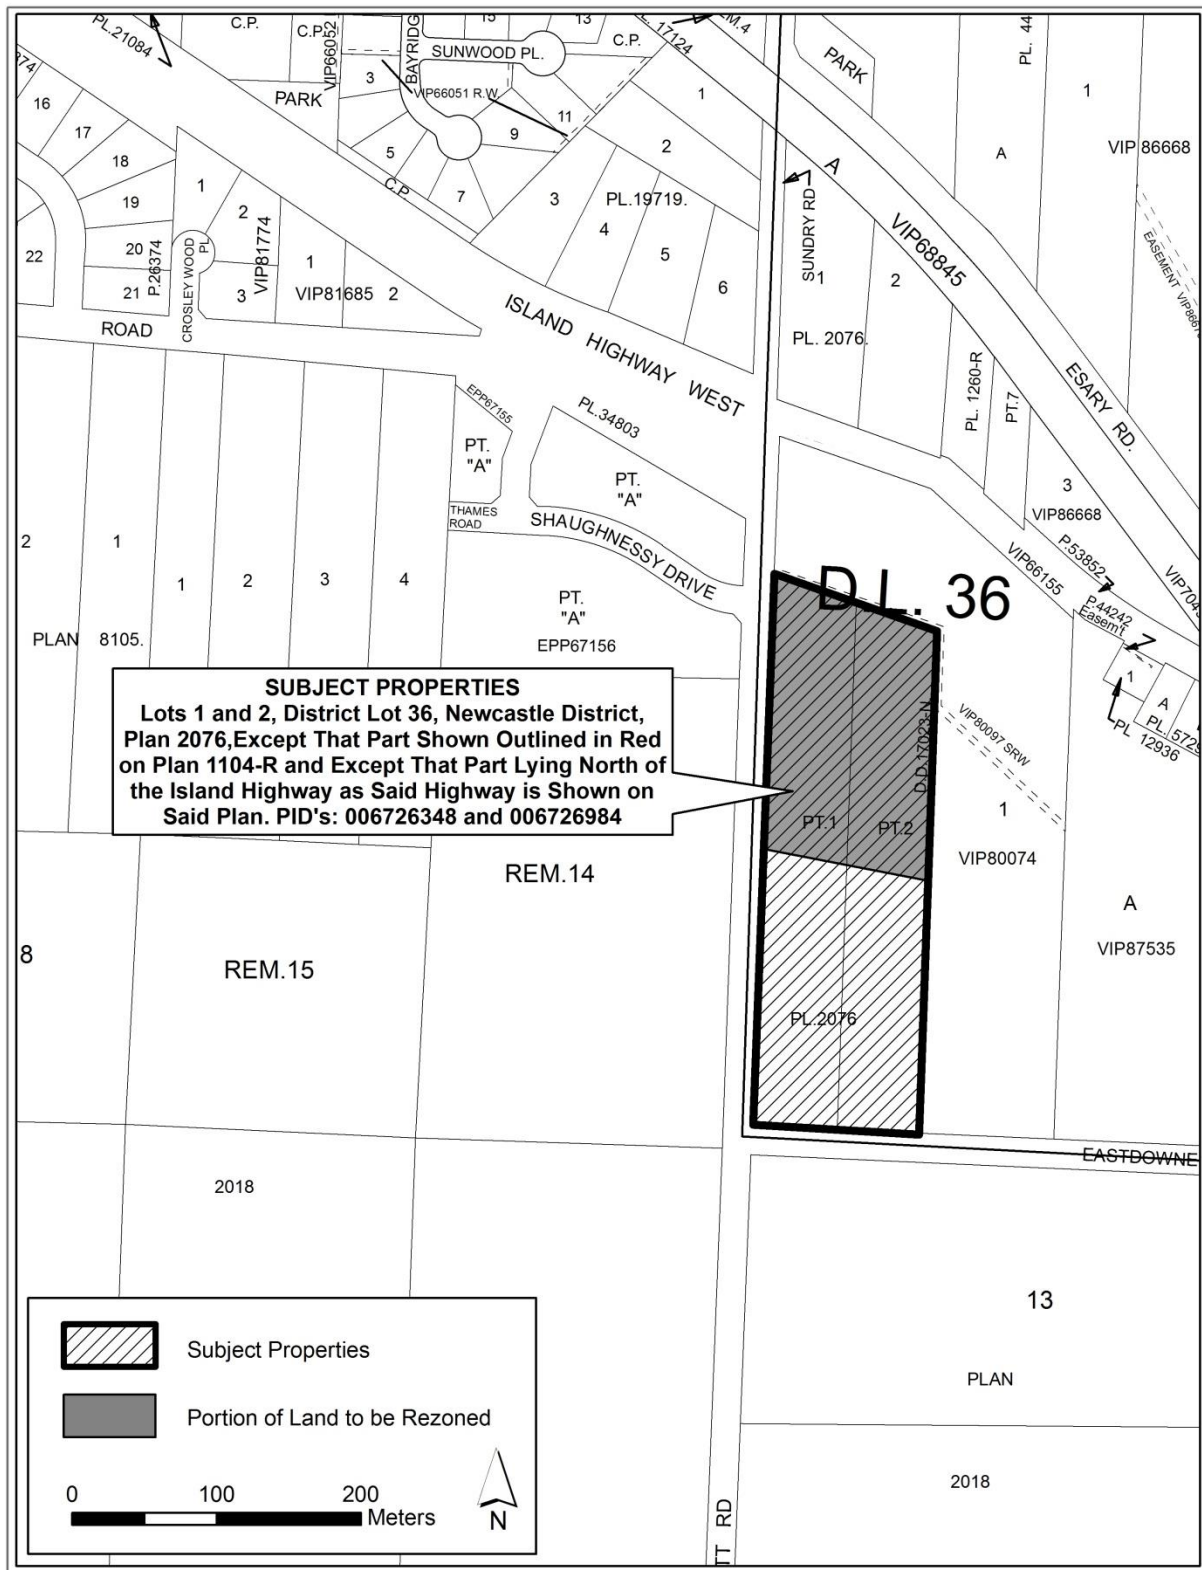 PL.21084
C.P.
C.P.
VIP66052
BAYRIDG
15
13
SUNWOOD PL.
C.P.
17124
PL. 44
PARK
16
17
18
19
20
21
22
P.26374
PARK
3
VIP66051 R.W.
11
9
5
7
C.P.
1
2
3
PL.19719.
4
5
6
A
SUNDRY RD
1
2
PL. 2076.
VIP68845
A
1
VIP 86668
EASEMENT
1
2
VIP81774
CROSLEY WOOD PL
3
1
VIP81685
2
ROAD
ISLAND HIGHWAY WEST
ESARY RD.
PL. 1260-R
PT.7
3
VIP86668
EPP67155
PL.34803
PT.
"A"
PT.
"A"
THAMES
ROAD
SHAUGHNESSY DRIVE
VIP66155
P.53852
P.44242
Easem't
2
1
1
2
3
4
PLAN 8105.
PT.
"A"
EPP67156
D.L. 36
1
A
PL 12936
SUBJECT PROPERTIES
Lots 1 and 2, District Lot 36, Newcastle District,
Plan 2076,Except That Part Shown Outlined in Red
on Plan 1104-R and Except That Part Lying North of
the Island Highway as Said Highway is Shown on
Said Plan. PID's: 006726348 and 006726984
D.D.17023-N
VIP80097 SRW
PT.1
PT.2
1
VIP80074
REM.14
A
VIP87535
8
REM.15
PL.2076
EASTDOWNE
2018
13
PLAN
2018
TT RD
Subject Properties
Portion of Land to be Rezoned
0 100 200
Meters
N